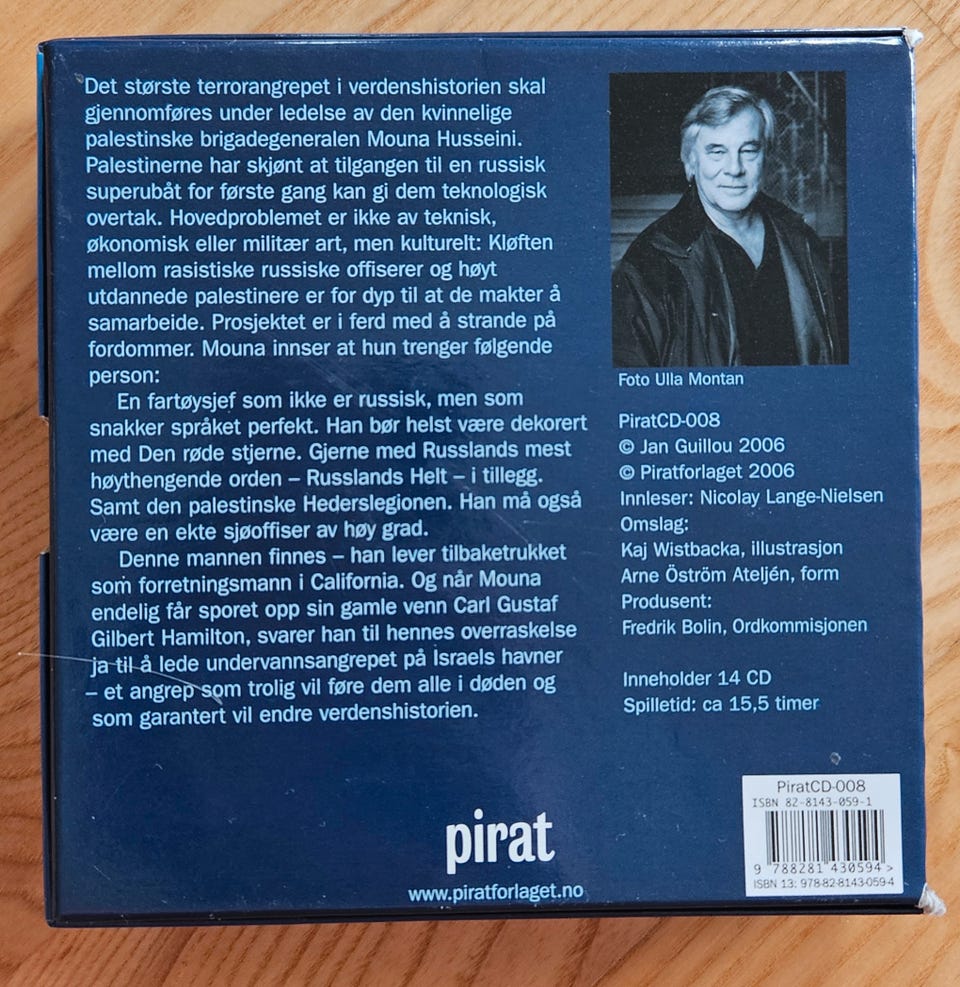 Det største terrorangrepet i verdenshistorien skal
gjennomføres under ledelse av den kvinnelige
palestinske brigadegeneralen Mouna Husseini.
Palestinerne har skjønt at tilgangen til en russisk
superubåt for første gang kan gi dem teknologisk
overtak. Hovedproblemet er ikke av teknisk,
økonomisk eller militær art, men kulturelt: Kløften
mellom rasistiske russiske offiserer og høyt
utdannede palestinere er for dyp til at de makter å
samarbeide. Prosjektet er i ferd med å strande på
fordommer. Mouna innser at hun trenger følgende
person:
En fartøysjef som ikke er russisk, men som
snakker språket perfekt. Han bør helst være dekorert
med Den røde stjerne. Gjerne med Russlands mest
høythengende orden – Russlands Helt – i tillegg.
Samt den palestinske Hederslegionen. Han må også
være en ekte sjøoffiser av høy grad.
Denne mannen finnes – han lever tilbaketrukket
som forretningsmann i California. Og når Mouna
endelig får sporet opp sin gamle venn Carl Gustaf
Gilbert Hamilton, svarer han til hennes overraskelse
ja til å lede undervannsangrepet på Israels havner
– et angrep som trolig vil føre dem alle i døden og
som garantert vil endre verdenshistorien.
Foto Ulla Montan
PiratCD-008
© Jan Guillou 2006
© Piratforlaget 2006
Innleser: Nicolay Lange-Nielsen
Omslag:
Kaj Wistbacka, illustrasjon
Arne Öström Ateljén, form
Produsent:
Fredrik Bolin, Ordkommisjonen
Inneholder 14 CD
Spilletid: ca 15,5 timer
pirat
www.piratforlaget.no
PiratCD-008
ISBN 82-8143-059-1
9 788281 430594 >
ISBN 13: 978-82-8143-059-4